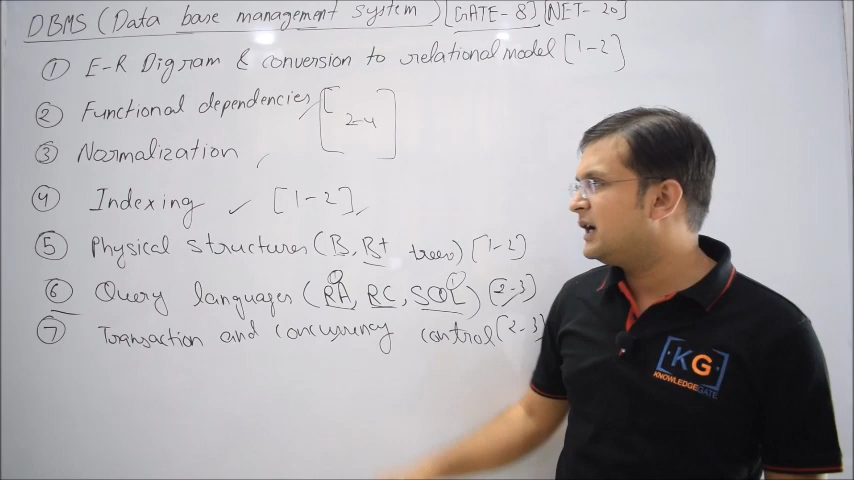 DBMS (Data base management system) [GATE-8] [NET-20]
① E-R Digram & conversion to relational model [1-2]
② Functional dependencies, [2-4]
③ Normalization,
④ Indexing ✓ [1-2],
⑤ Physical structures (B, B+ trees) [1-2]
⑥ Query languages (RA, RC, SQL) [2-3]
⑦ Transaction and concurrency control [2-3]
KG
KNOWLEDGEGATE